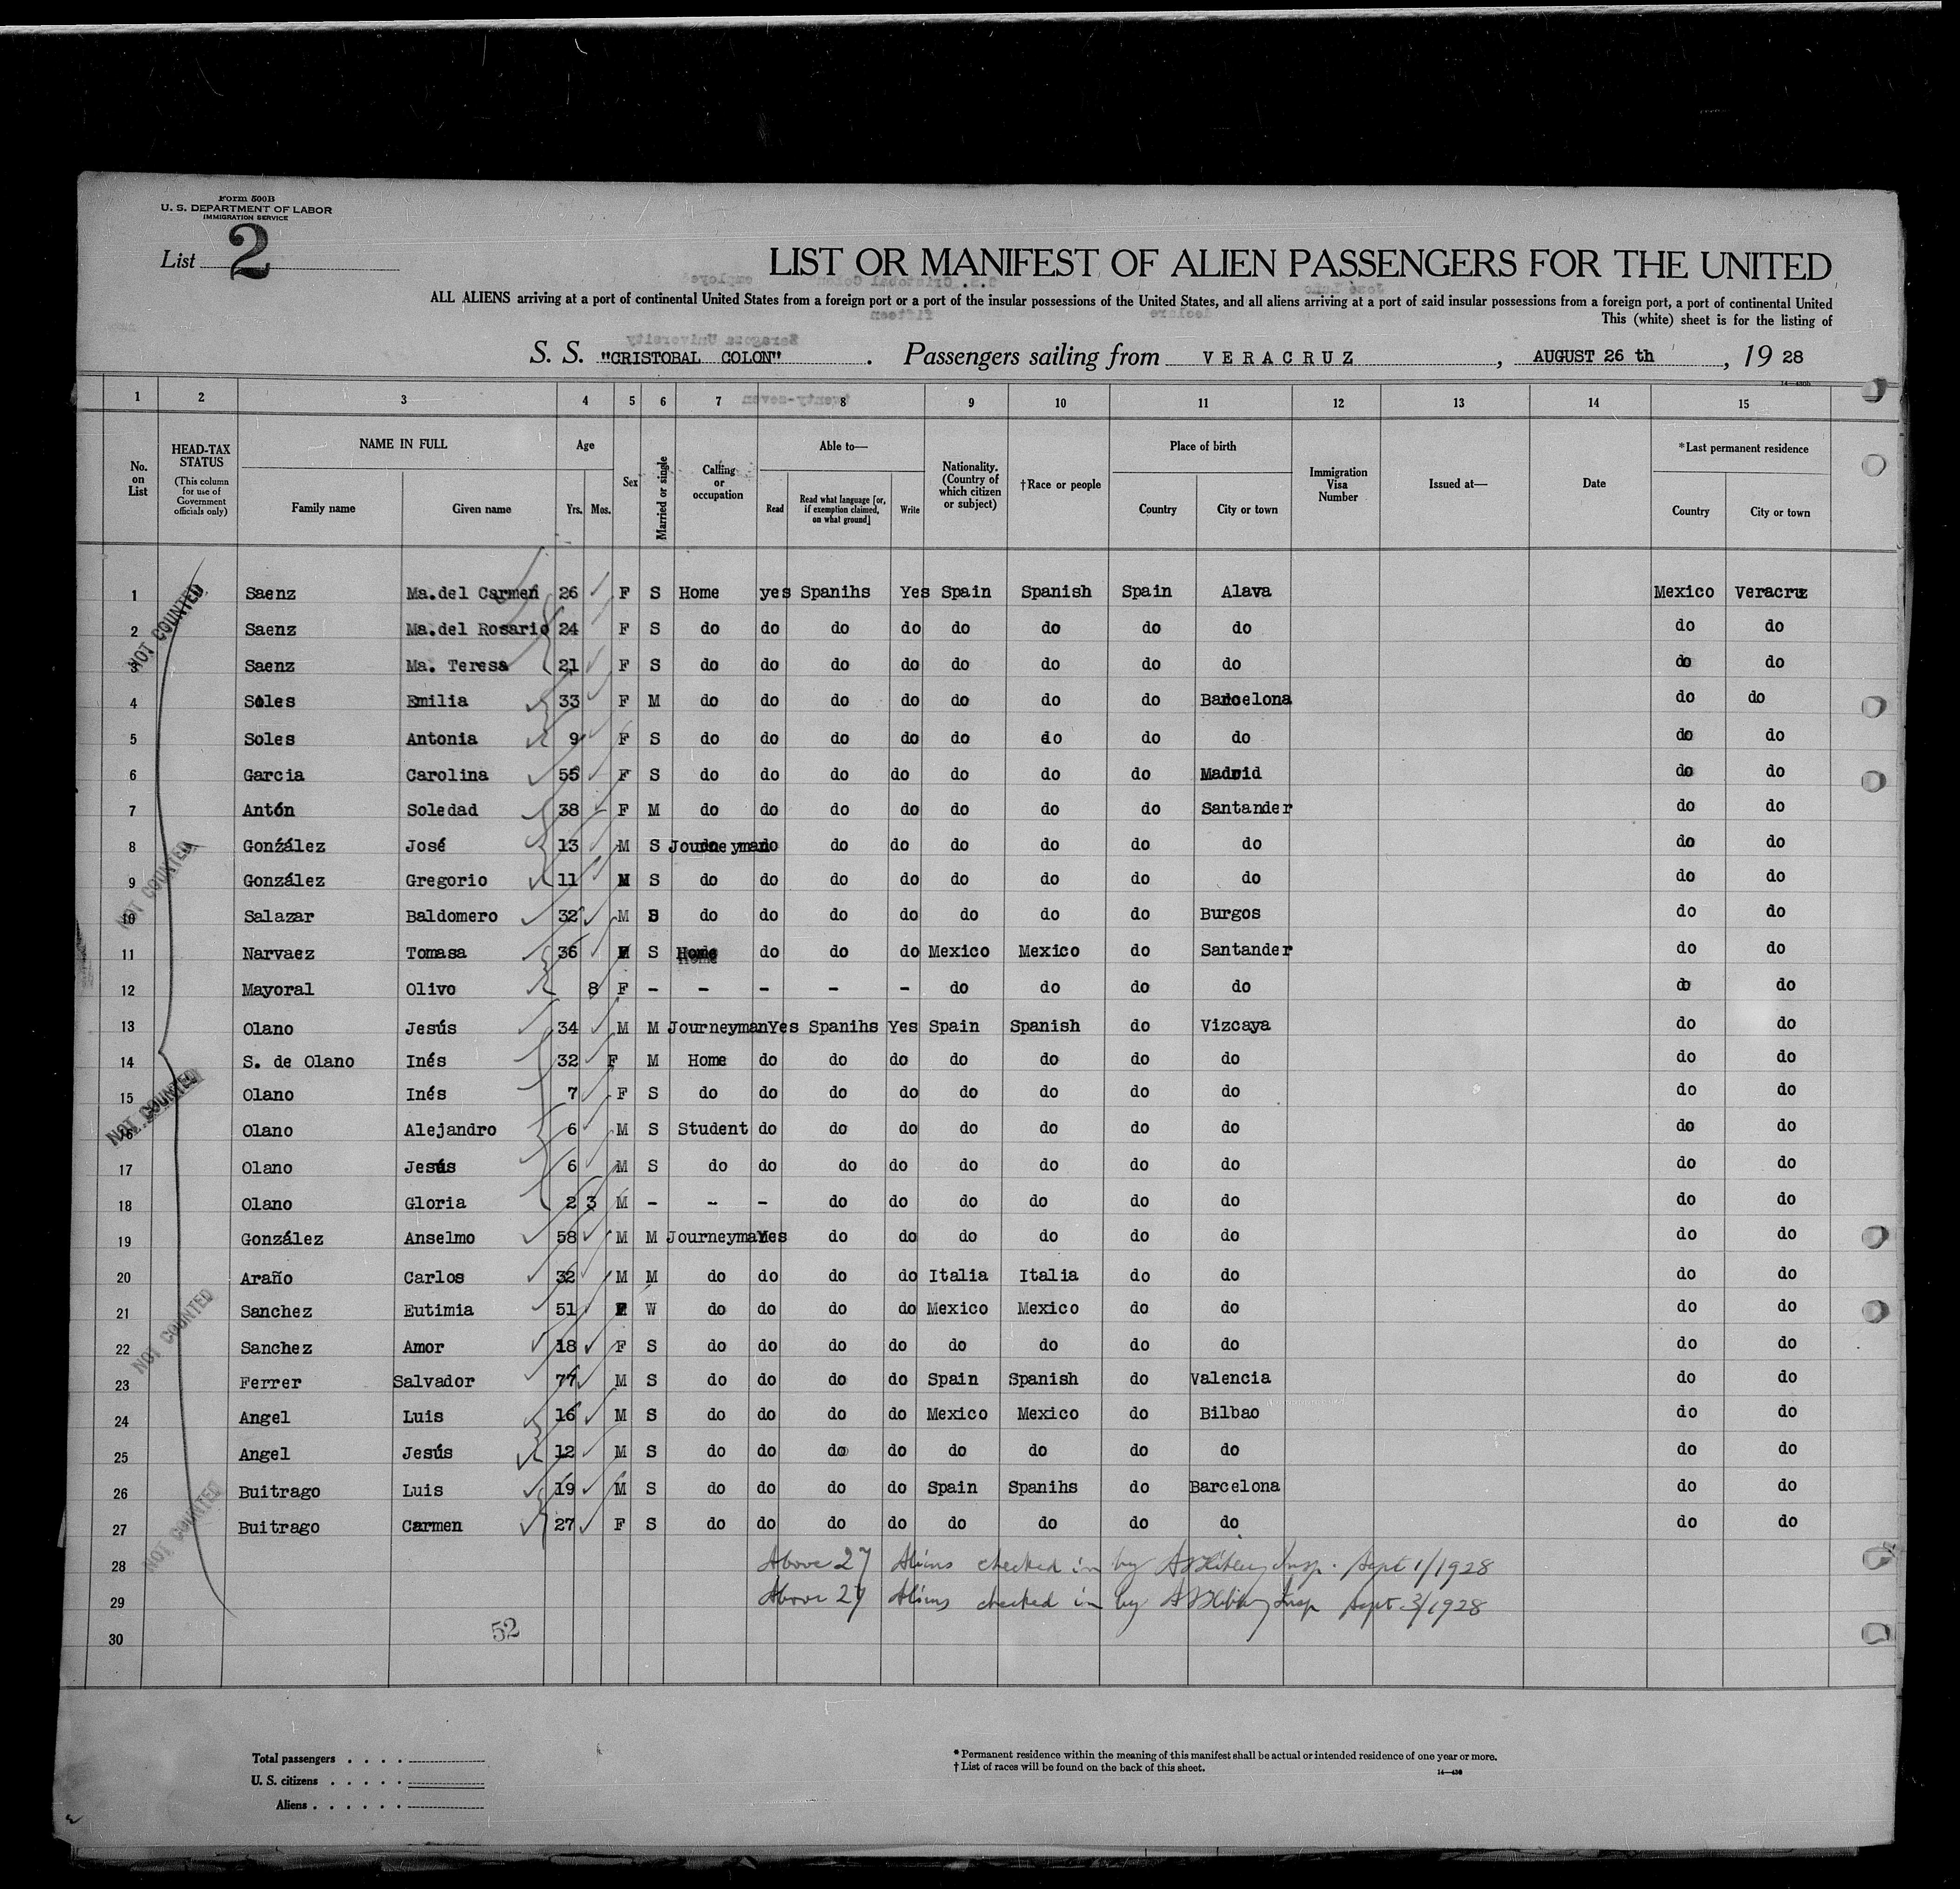 Form 500B
U. S. DEPARTMENT OF LABOR
IMMIGRATION SERVICE
List 2
LIST OR MANIFEST OF ALIEN PASSENGERS FOR THE UNITED
ALL ALIENS arriving at a port of continental United States from a foreign port or a port of the insular possessions of the United States, and all aliens arriving at a port of said insular possessions from a foreign port, a port of continental United
This (white) sheet is for the listing of
S. S. "CRISTOBAL COLON" . Passengers sailing from VERACRUZ , AUGUST 26 th , 19 28
1 2 3 4 5 6 7 8 9 10 11 12 13 14 15
No. on List
HEAD-TAX STATUS (This column for use of Government officials only)
NAME IN FULL Family name Given name
Age Yrs. Mos.
Sex
Married or single
Calling or occupation
Able to— Read Read what language [or, if exemption claimed, on what ground] Write
Nationality. (Country of which citizen or subject)
†Race or people
Place of birth Country City or town
Immigration Visa Number
Issued at—
Date
*Last permanent residence Country City or town
1 Saenz Ma.del Carmen 26 F S Home yes Spanihs Yes Spain Spanish Spain Alava Mexico Veracruz
2 Saenz Ma.del Rosario 24 F S do do do do do do do do do do
3 Saenz Ma. Teresa 21 F S do do do do do do do do do do
4 Soles Emilia 33 F M do do do do do do do Barcelona do do
5 Soles Antonia 9 F S do do do do do do do do do do
6 Garcia Carolina 55 F S do do do do do do do Madrid do do
7 Antón Soledad 38 F M do do do do do do do Santander do do
8 González José 13 M S Journeyman do do do do do do do do do
9 González Gregorio 11 M S do do do do do do do do do do
10 Salazar Baldomero 32 M S do do do do do do do Burgos do do
11 Narvaez Tomasa 36 S Home do do do Mexico Mexico do Santander do do
12 Mayoral Olivo 8 F - - - - - do do do do do do
13 Olano Jesús 34 M M Journeyman Yes Spanihs Yes Spain Spanish do Vizcaya do do
14 S. de Olano Inés 32 F M Home do do do do do do do do do
15 Olano Inés 7 F S do do do do do do do do do do
16 Olano Alejandro 6 M S Student do do do do do do do do do
17 Olano Jesús 6 M S do do do do do do do do do do
18 Olano Gloria 2 3 M - - - do do do do do do do do
19 González Anselmo 58 M M Journeyman Yes do do do do do do do do
20 Araño Carlos 32 M M do do do do Italia Italia do do do do
21 Sanchez Eutimia 51 F W do do do do Mexico Mexico do do do do
22 Sanchez Amor 18 F S do do do do do do do do do do
23 Ferrer Salvador 77 M S do do do do Spain Spanish do Valencia do do
24 Angel Luis 16 M S do do do do Mexico Mexico do Bilbao do do
25 Angel Jesús 12 M S do do do do do do do do do do
26 Buitrago Luis 19 M S do do do do Spain Spanihs do Barcelona do do
27 Buitrago Carmen 27 F S do do do do do do do do do do
28 Above 27 Aliens checked in by Insp. Sept 1/1928
29 Above 27 Aliens checked in by Insp Sept 3/1928
30
52
NOT COUNTED
NOT COUNTED
NOT COUNTED
NOT COUNTED
NOT COUNTED
Total passengers . . . .
U. S. citizens . . . . .
Aliens . . . . . .
* Permanent residence within the meaning of this manifest shall be actual or intended residence of one year or more.
† List of races will be found on the back of this sheet.
14—430